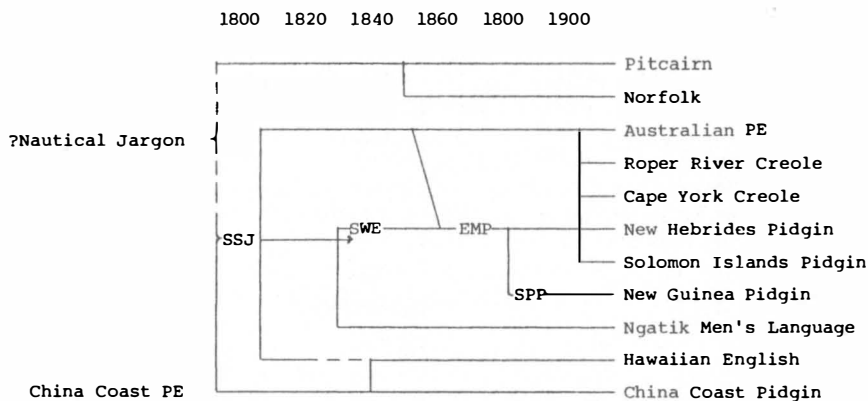 1800 1820 1840 1860 1800 1900
Pitcairn
Norfolk
?Nautical Jargon
Australian PE
Roper River Creole
Cape York Creole
SWE EMP New Hebrides Pidgin
SSJ
Solomon Islands Pidgin
SPP New Guinea Pidgin
Ngatik Men's Language
Hawaiian English
China Coast PE China Coast Pidgin